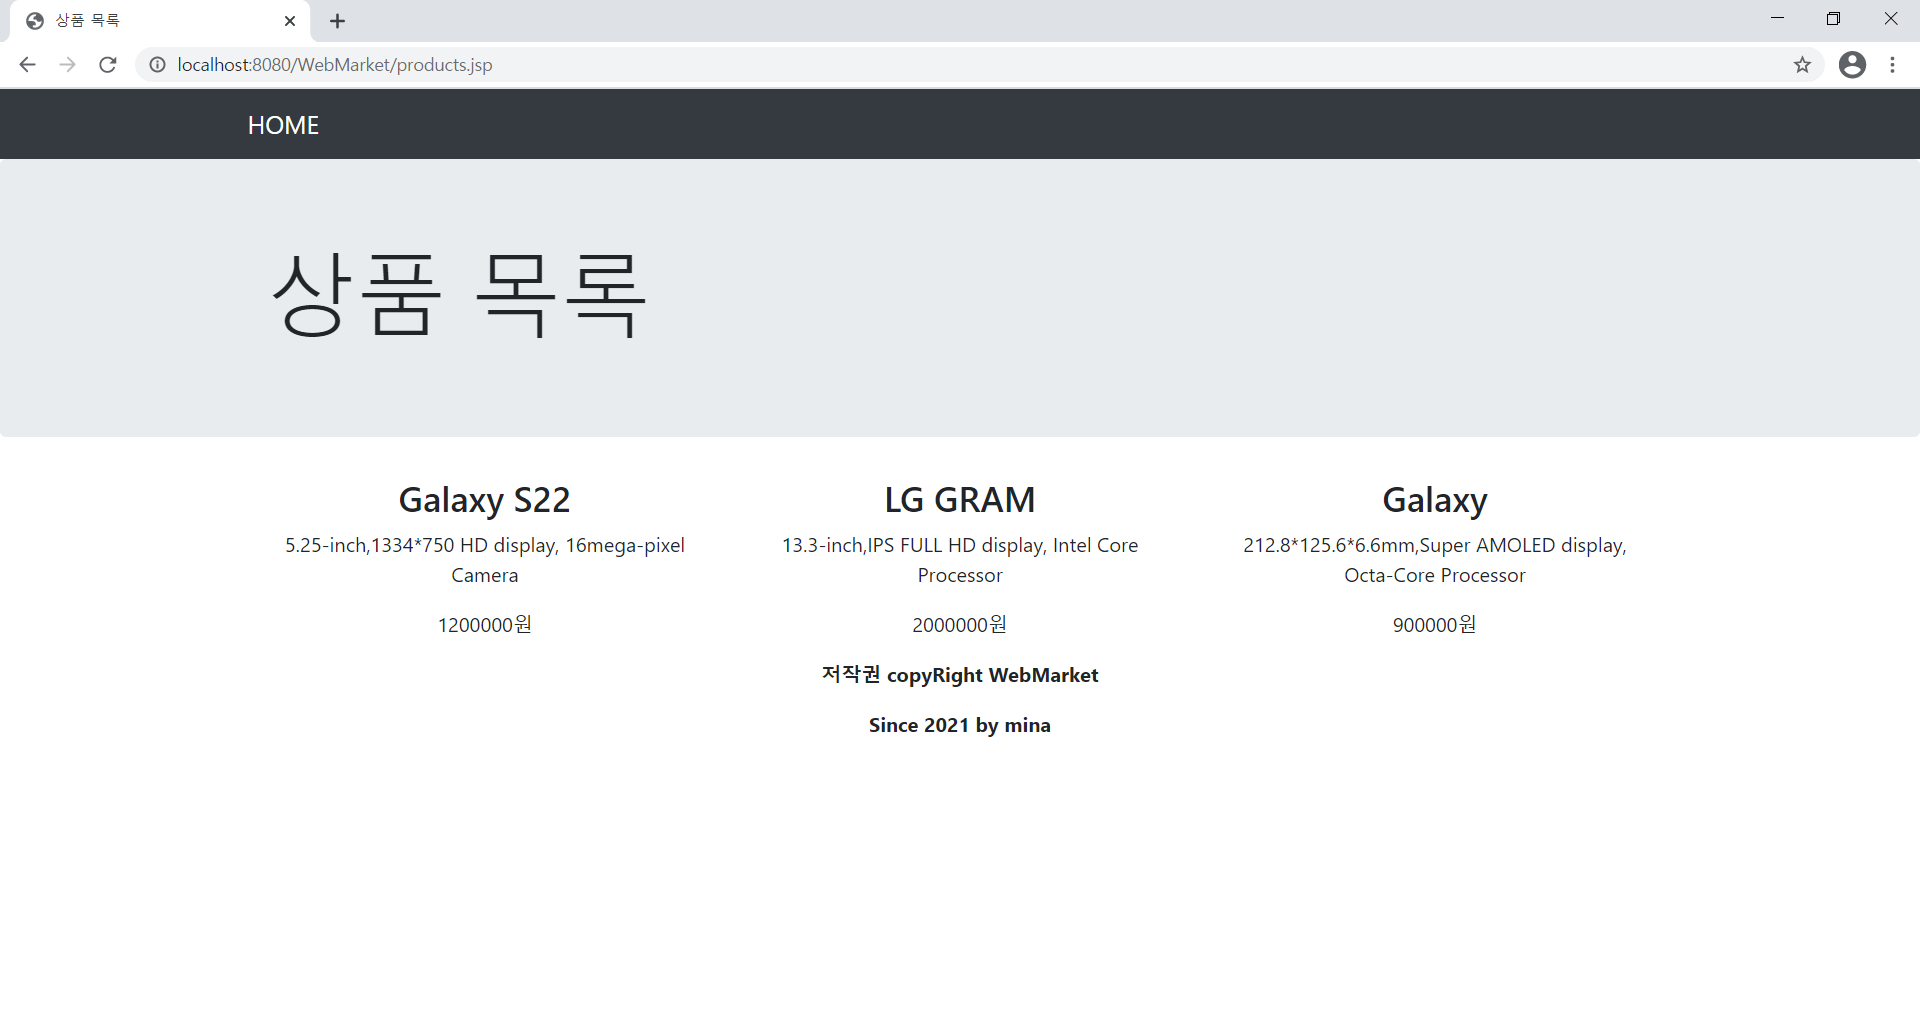 상품 목록
localhost:8080/WebMarket/products.jsp
HOME
상품 목록
Galaxy S22
5.25-inch,1334*750 HD display, 16mega-pixel
Camera
1200000원
LG GRAM
13.3-inch,IPS FULL HD display, Intel Core
Processor
2000000원
Galaxy
212.8*125.6*6.6mm,Super AMOLED display,
Octa-Core Processor
900000원
저작권 copyRight WebMarket
Since 2021 by mina